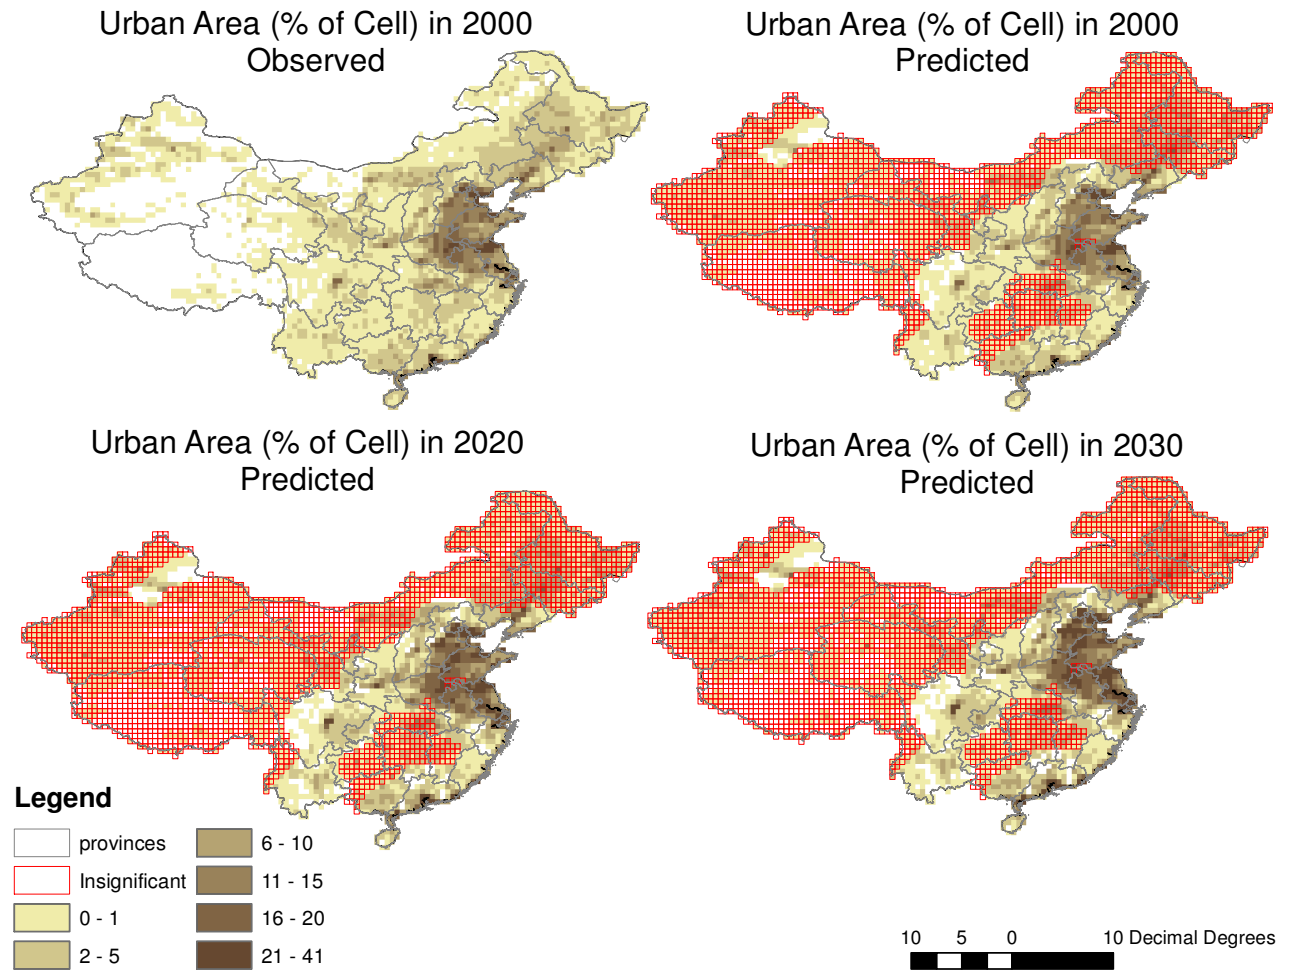 Urban Area (% of Cell) in 2000
Observed
Urban Area (% of Cell) in 2000
Predicted
Urban Area (% of Cell) in 2020
Predicted
Urban Area (% of Cell) in 2030
Predicted
Legend
provinces
Insignificant
0 - 1
2 - 5
6 - 10
11 - 15
16 - 20
21 - 41
10 5 0 10 Decimal Degrees